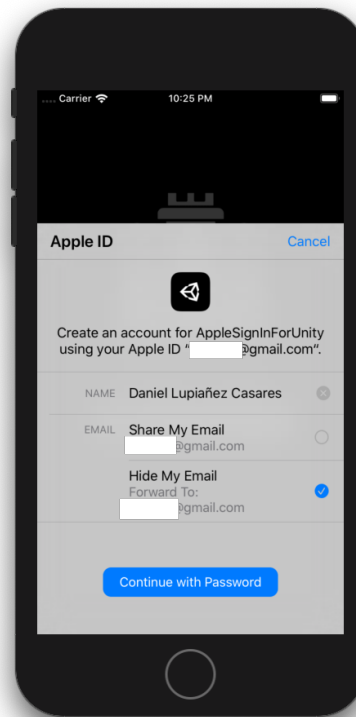 Carrier
10:25 PM
Apple ID
Cancel
Create an account for AppleSignInForUnity
using your Apple ID “ @gmail.com“.
NAME Daniel Lupiañez Casares
EMAIL Share My Email
@gmail.com
Hide My Email
Forward To:
@gmail.com
Continue with Password